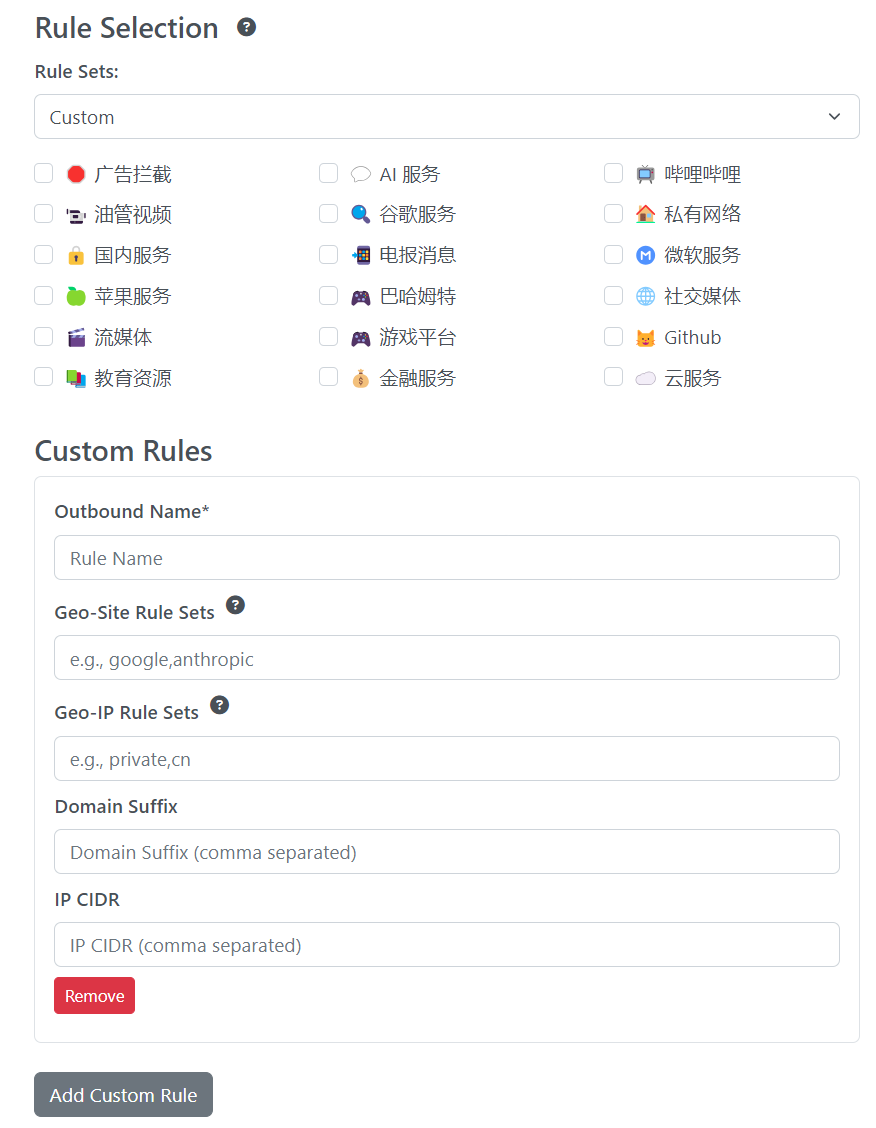 Rule Selection ?
Rule Sets:
Custom
广告拦截 AI 服务 哔哩哔哩
油管视频 谷歌服务 私有网络
国内服务 电报消息 微软服务
苹果服务 巴哈姆特 社交媒体
流媒体 游戏平台 Github
教育资源 金融服务 云服务
Custom Rules
Outbound Name*
Rule Name
Geo-Site Rule Sets ?
e.g., google,anthropic
Geo-IP Rule Sets ?
e.g., private,cn
Domain Suffix
Domain Suffix (comma separated)
IP CIDR
IP CIDR (comma separated)
Remove
Add Custom Rule